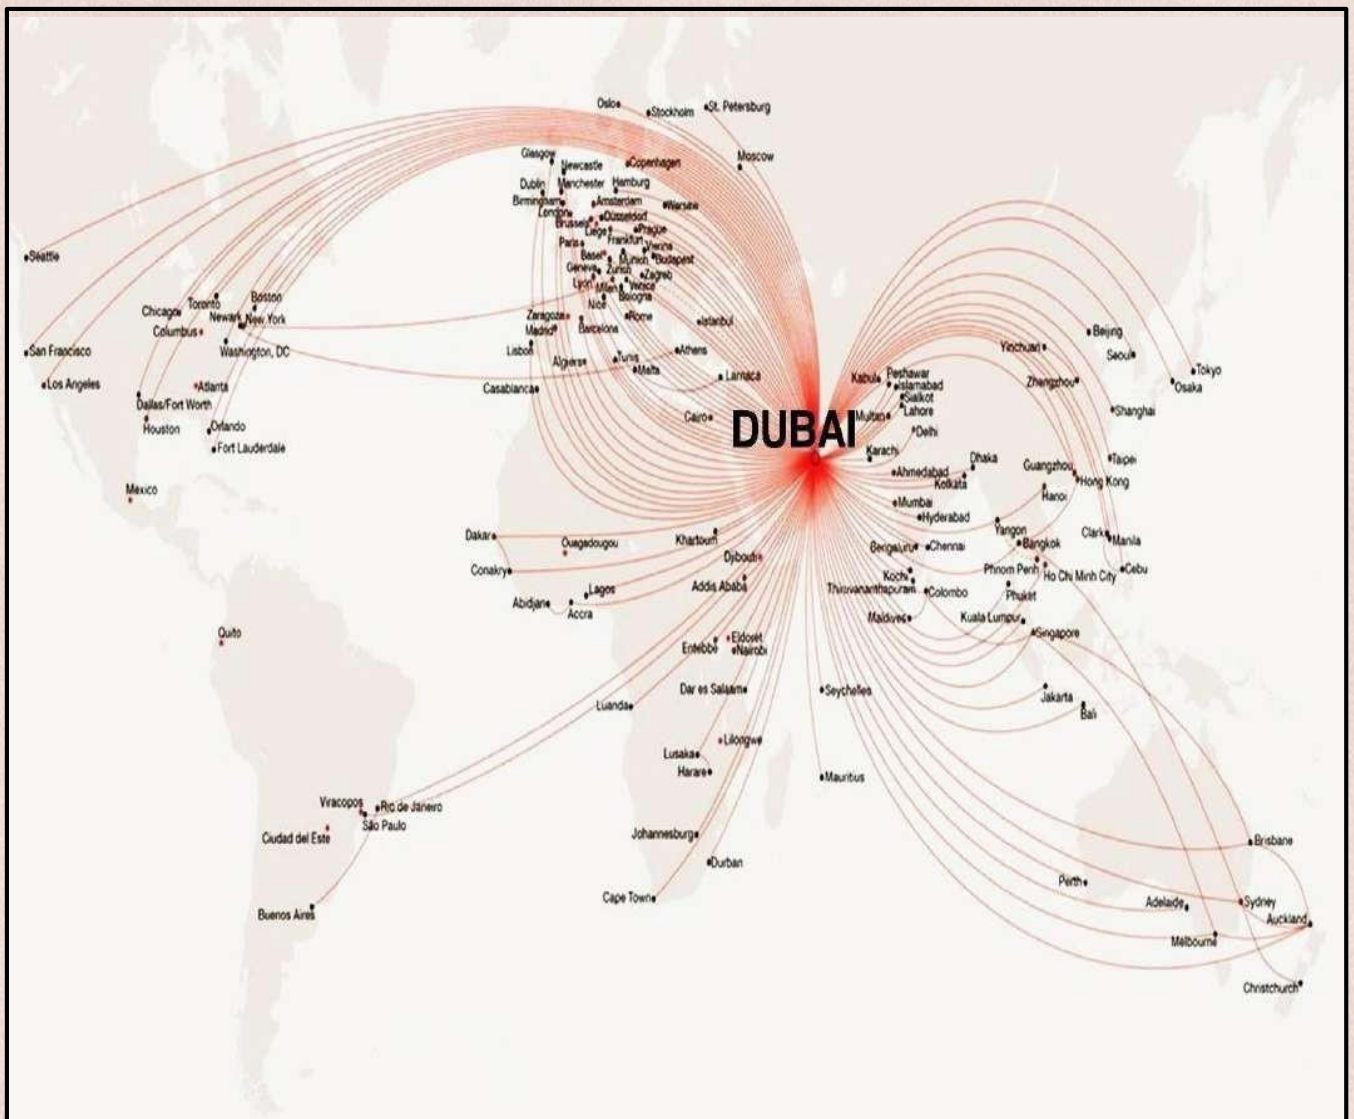 Oslo
Stockholm
St. Petersburg
Moscow
Glasgow
Newcastle
Copenhagen
Dublin
Manchester
Hamburg
Birmingham
Amsterdam
Warsaw
London
Düsseldorf
Brussels
Liege
Prague
Paris
Frankfurt
Vienna
Basel
Munich
Budapest
Geneva
Zurich
Zagreb
Lyon
Milan
Venice
Nice
Bologna
Zaragoza
Rome
Istanbul
Madrid
Barcelona
Lisbon
Algiers
Tunis
Athens
Malta
Larnaca
Casablanca
Cairo
Seattle
Boston
Toronto
Chicago
Newark
New York
Columbus
San Francisco
Washington, DC
Los Angeles
Atlanta
Dallas/Fort Worth
Houston
Orlando
Fort Lauderdale
Mexico
DUBAI
Kabul
Peshawar
Islamabad
Sialkot
Multan
Lahore
Delhi
Karachi
Ahmedabad
Dhaka
Kolkata
Mumbai
Hyderabad
Bengaluru
Chennai
Kochi
Thiruvananthapuram
Colombo
Maldives
Beijing
Yinchuan
Seoul
Tokyo
Osaka
Zhengzhou
Shanghai
Taipei
Guangzhou
Hong Kong
Hanoi
Yangon
Clark
Manila
Bangkok
Phnom Penh
Ho Chi Minh City
Cebu
Phuket
Kuala Lumpur
Singapore
Jakarta
Bali
Dakar
Ouagadougou
Khartoum
Djibouti
Conakry
Addis Ababa
Lagos
Abidjan
Accra
Quito
Eldoret
Entebbe
Nairobi
Dar es Salaam
Seychelles
Luanda
Lilongwe
Lusaka
Harare
Mauritius
Viracopos
Rio de Janeiro
São Paulo
Ciudad del Este
Johannesburg
Durban
Cape Town
Buenos Aires
Brisbane
Perth
Adelaide
Sydney
Auckland
Melbourne
Christchurch